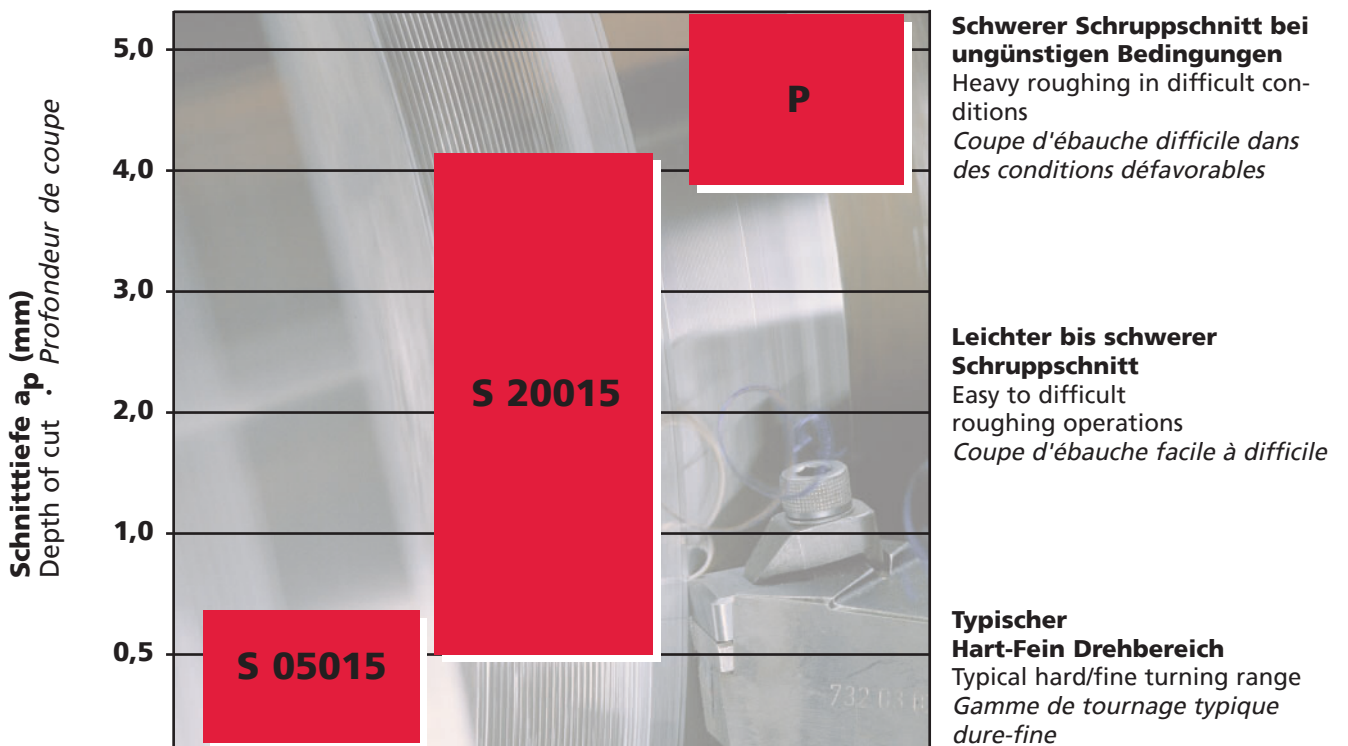 Schnitttiefe ap (mm)
Depth of cut · Profondeur de coupe
5,0
4,0
3,0
2,0
1,0
0,5
P
S 20015
S 05015
Schwerer Schruppschnitt bei
ungünstigen Bedingungen
Heavy roughing in difficult con-
ditions
Coupe d'ébauche difficile dans
des conditions défavorables
Leichter bis schwerer
Schruppschnitt
Easy to difficult
roughing operations
Coupe d'ébauche facile à difficile
Typischer
Hart-Fein Drehbereich
Typical hard/fine turning range
Gamme de tournage typique
dure-fine